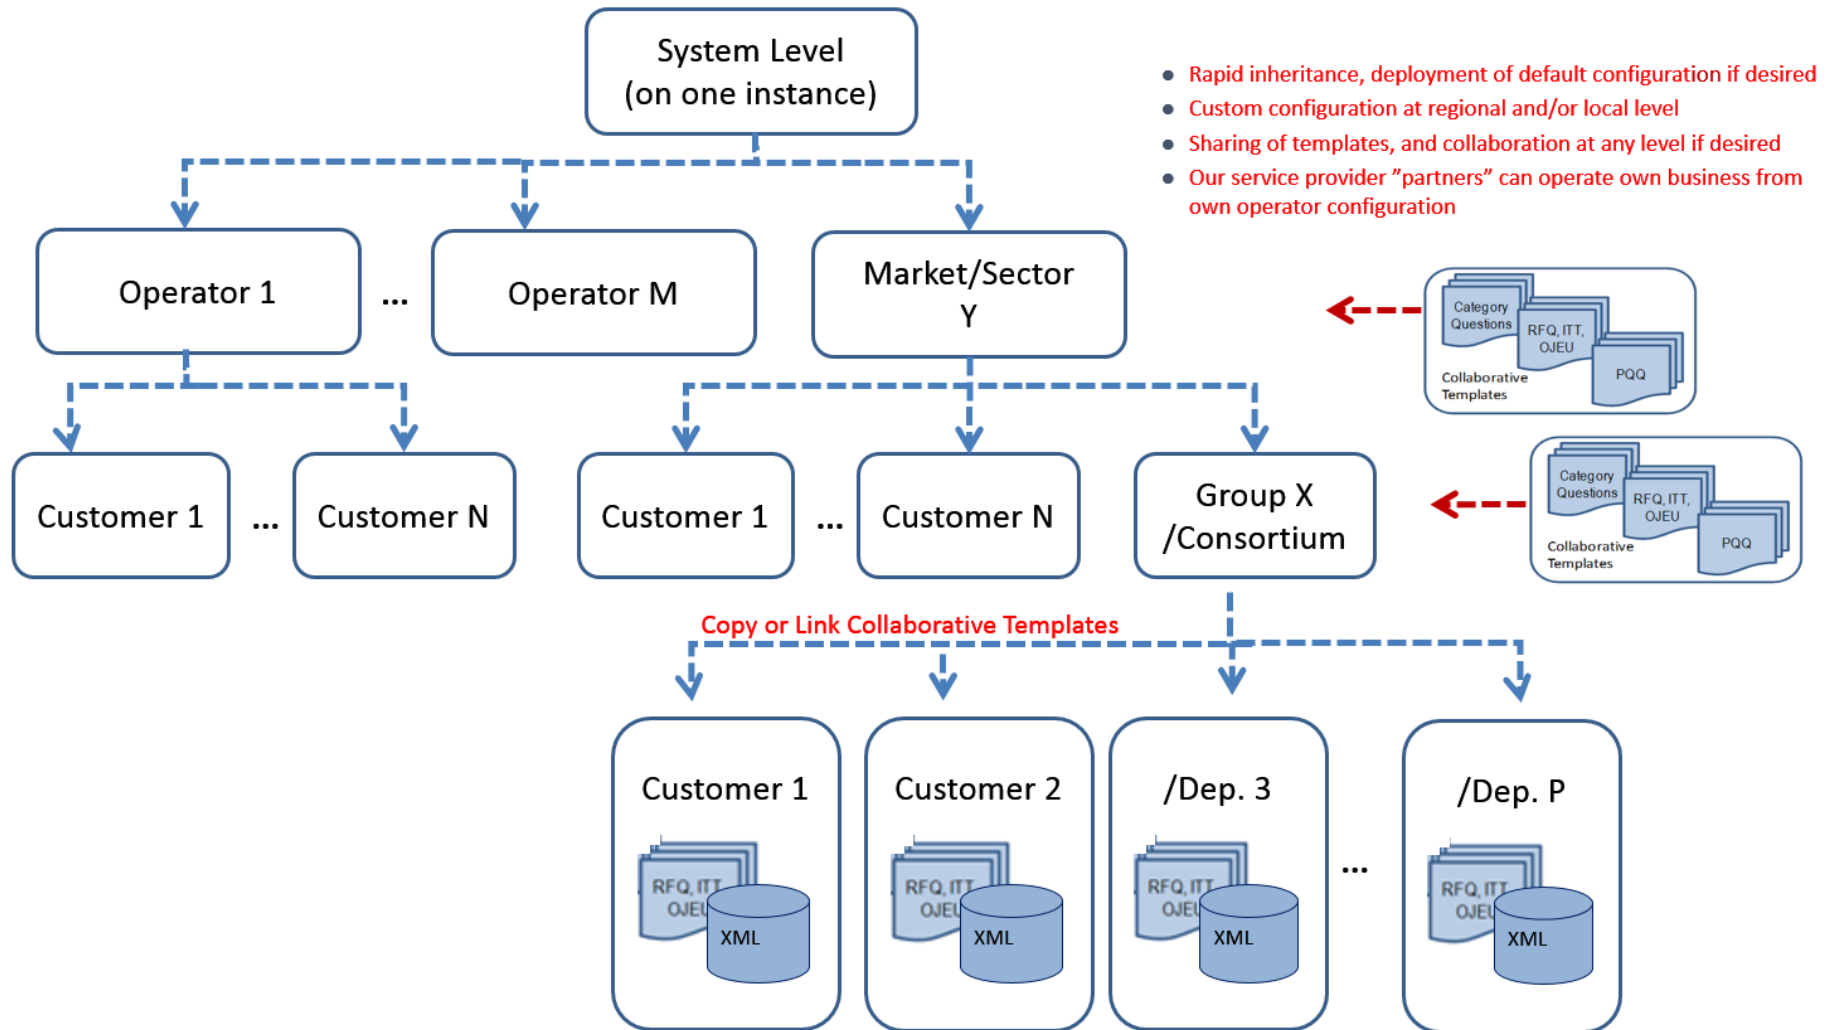 System Level
(on one instance)
● Rapid inheritance, deployment of default configuration if desired
● Custom configuration at regional and/or local level
● Sharing of templates, and collaboration at any level if desired
● Our service provider ”partners” can operate own business from
own operator configuration
Operator 1
...
Operator M
Market/Sector
Y
Category
Questions
RFQ, ITT,
OJEU
PQQ
Collaborative
Templates
Customer 1
...
Customer N
Customer 1
...
Customer N
Group X
/Consortium
Category
Questions
RFQ, ITT,
OJEU
PQQ
Collaborative
Templates
Copy or Link Collaborative Templates
Customer 1
RFQ, ITT,
OJEU
XML
Customer 2
RFQ, ITT,
OJEU
XML
/Dep. 3
RFQ, ITT,
OJEU
XML
...
/Dep. P
RFQ, ITT,
OJEU
XML